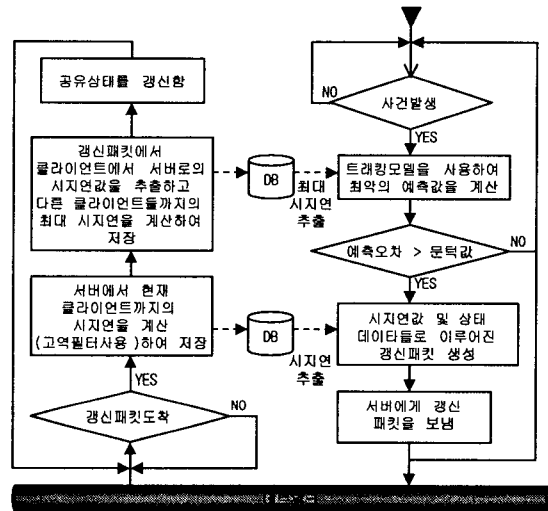 공유상태를 갱신함
갱신패킷에서
클라이언트에서 서버로의
시지연값을 추출하고
다른 클라이언트들까지의
최대 시지연을 계산하여
저장
서버에서 현재
클라이언트까지의
시지연을 계산
(고역필터사용)하여 저장
YES
갱신패킷도착
NO
DB
최대
시지연
추출
DB
시지연
추출
NO
사건발생
YES
트래킹모델을 사용하여
최악의 예측값을 계산
예측오차 > 문턱값
NO
YES
시지연값 및 상태
데이타들로 이루어진
갱신패킷 생성
서버에게 갱신
패킷을 보냄